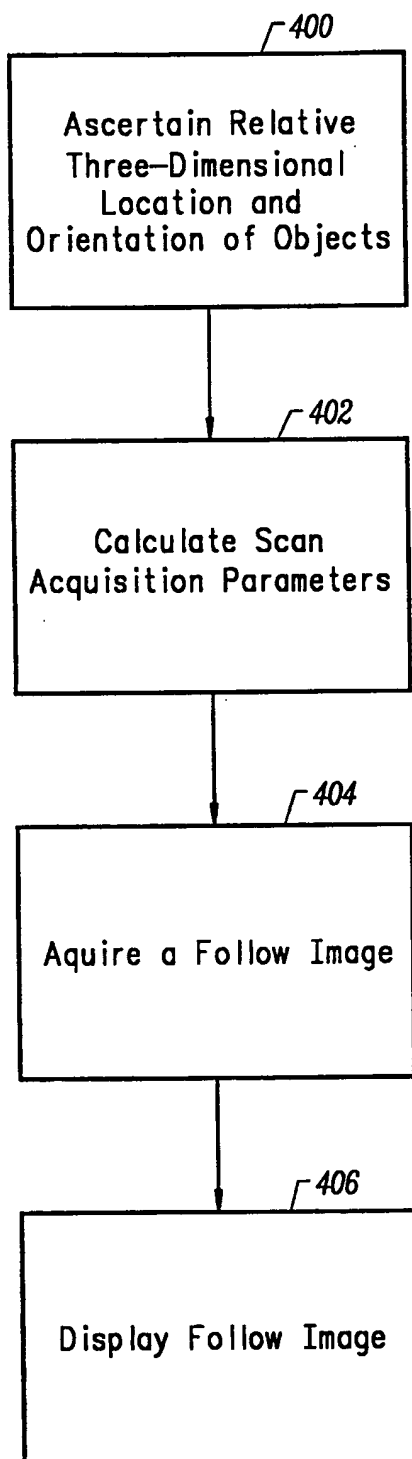 400
Ascertain Relative
Three-Dimensional
Location and
Orientation of Objects
402
Calculate Scan
Acquisition Parameters
404
Aquire a Follow Image
406
Display Follow Image